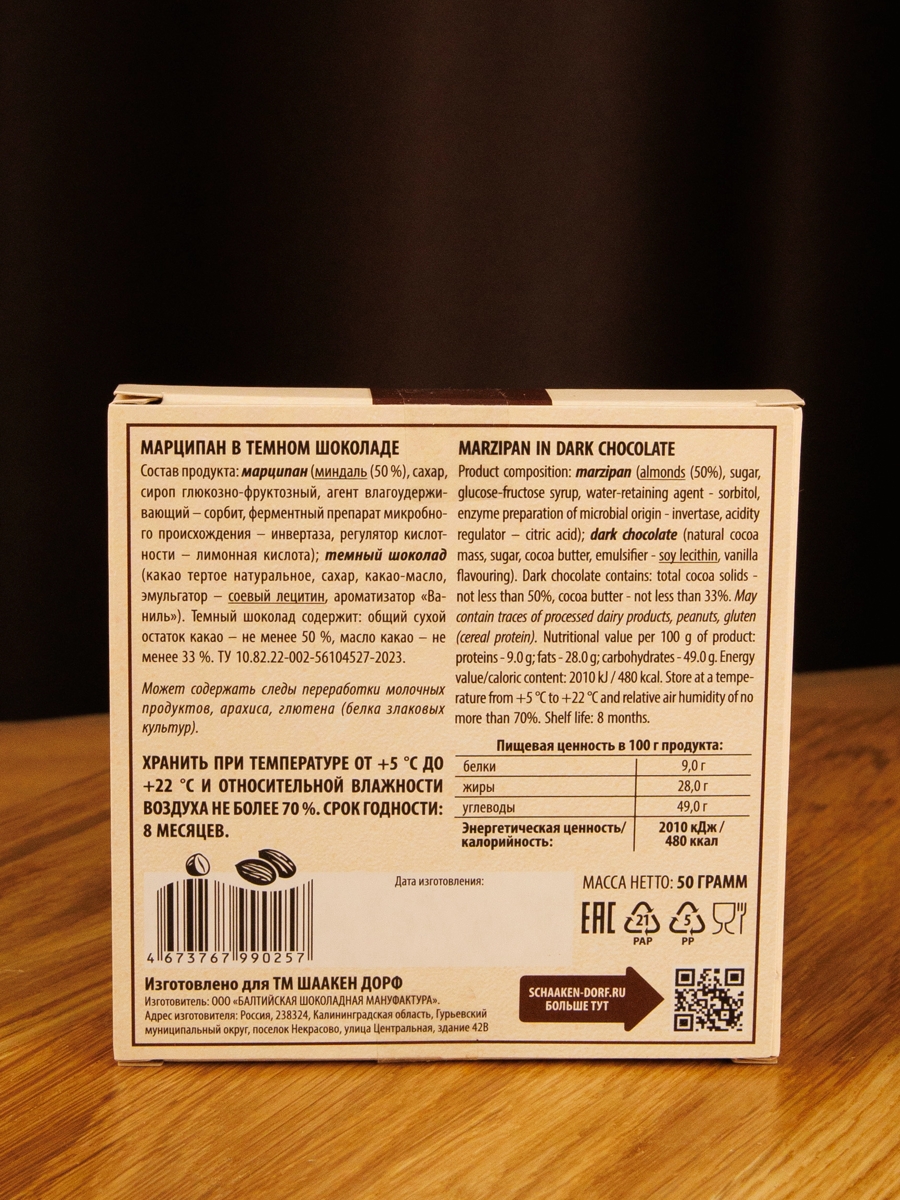 МАРЦИПАН В ТЕМНОМ ШОКОЛАДЕ
Состав продукта: марципан (миндаль (50 %), сахар,
сироп глюкозно-фруктозный, агент влагоудержи-
вающий – сорбит, ферментный препарат микробно-
го происхождения – инвертаза, регулятор кислот-
ности – лимонная кислота); темный шоколад
(какао тертое натуральное, сахар, какао-масло,
эмульгатор – соевый лецитин, ароматизатор «Ва-
ниль»). Темный шоколад содержит: общий сухой
остаток какао – не менее 50 %, масло какао – не
менее 33 %. ТУ 10.82.22-002-56104527-2023.
Может содержать следы переработки молочных
продуктов, арахиса, глютена (белка злаковых
культур).
ХРАНИТЬ ПРИ ТЕМПЕРАТУРЕ ОТ +5 °С ДО
+22 °С И ОТНОСИТЕЛЬНОЙ ВЛАЖНОСТИ
ВОЗДУХА НЕ БОЛЕЕ 70 %. СРОК ГОДНОСТИ:
8 МЕСЯЦЕВ.
MARZIPAN IN DARK CHOCOLATE
Product composition: marzipan (almonds (50%), sugar,
glucose-fructose syrup, water-retaining agent - sorbitol,
enzyme preparation of microbial origin - invertase, acidity
regulator – citric acid); dark chocolate (natural cocoa
mass, sugar, cocoa butter, emulsifier - soy lecithin, vanilla
flavouring). Dark chocolate contains: total cocoa solids -
not less than 50%, cocoa butter - not less than 33%. May
contain traces of processed dairy products, peanuts, gluten
(cereal protein). Nutritional value per 100 g of product:
proteins - 9.0 g; fats - 28.0 g; carbohydrates - 49.0 g. Energy
value/caloric content: 2010 kJ / 480 kcal. Store at a tempe-
rature from +5 °C to +22 °C and relative air humidity of no
more than 70%. Shelf life: 8 months.
Пищевая ценность в 100 г продукта:
белки 9,0 г
жиры 28,0 г
углеводы 49,0 г
Энергетическая ценность/ 2010 кДж /
калорийность: 480 ккал
Дата изготовления:
МАССА НЕТТО: 50 ГРАММ
EAC 21 5
PAP PP
4 673767 990257
Изготовлено для ТМ ШААКЕН ДОРФ
Изготовитель: ООО «БАЛТИЙСКАЯ ШОКОЛАДНАЯ МАНУФАКТУРА».
Адрес изготовителя: Россия, 238324, Калининградская область, Гурьевский
муниципальный округ, поселок Некрасово, улица Центральная, здание 42В
SCHAAKEN-DORF.RU
БОЛЬШЕ ТУТ